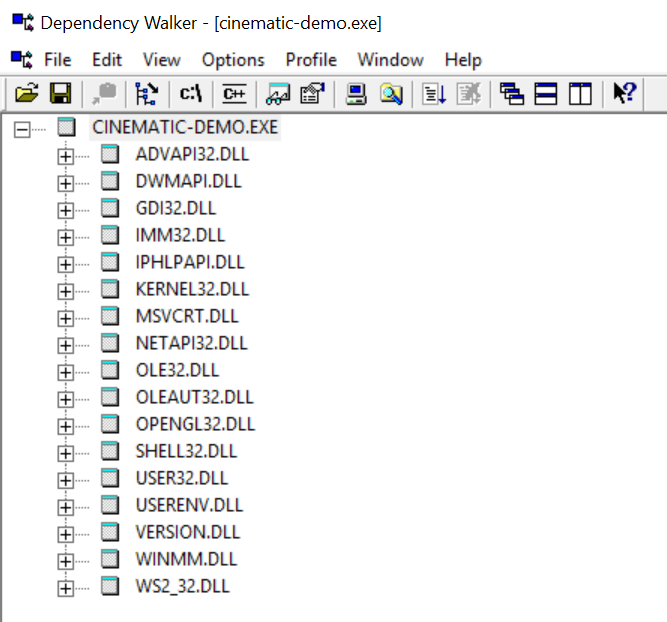 Dependency Walker - [cinematic-demo.exe]
File Edit View Options Profile Window Help
c:\ C++
CINEMATIC-DEMO.EXE
ADVAPI32.DLL
DWMAPI.DLL
GDI32.DLL
IMM32.DLL
IPHLPAPI.DLL
KERNEL32.DLL
MSVCRT.DLL
NETAPI32.DLL
OLE32.DLL
OLEAUT32.DLL
OPENGL32.DLL
SHELL32.DLL
USER32.DLL
USERENV.DLL
VERSION.DLL
WINMM.DLL
WS2_32.DLL